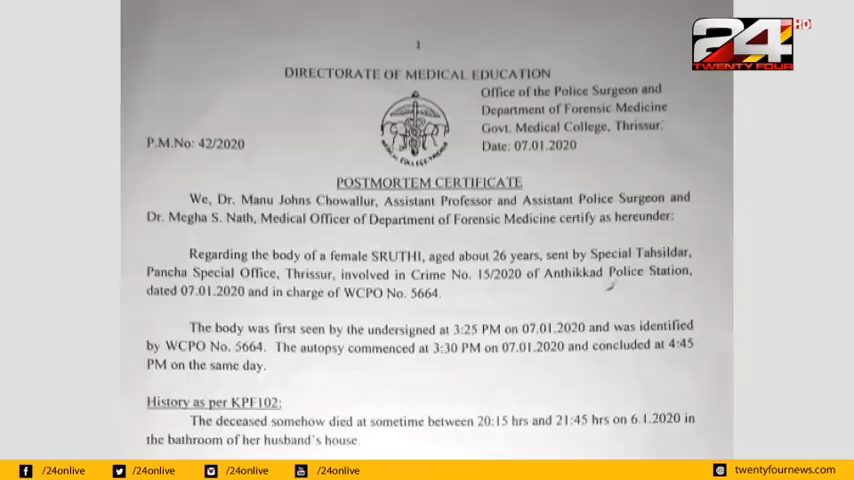 24 HD
TWENTY FOUR
1
DIRECTORATE OF MEDICAL EDUCATION
Office of the Police Surgeon and
Department of Forensic Medicine
Govt. Medical College, Thrissur.
Date: 07.01.2020
P.M.No: 42/2020
POSTMORTEM CERTIFICATE
We, Dr. Manu Johns Chowallur, Assistant Professor and Assistant Police Surgeon and
Dr. Megha S. Nath, Medical Officer of Department of Forensic Medicine certify as hereunder:
Regarding the body of a female SRUTHI, aged about 26 years, sent by Special Tahsildar,
Pancha Special Office, Thrissur, involved in Crime No. 15/2020 of Anthikkad Police Station,
dated 07.01.2020 and in charge of WCPO No. 5664.
The body was first seen by the undersigned at 3:25 PM on 07.01.2020 and was identified
by WCPO No. 5664. The autopsy commenced at 3:30 PM on 07.01.2020 and concluded at 4:45
PM on the same day.
History as per KPF102:
The deceased somehow died at sometime between 20:15 hrs and 21:45 hrs on 6.1.2020 in
the bathroom of her husband's house.
/24onlive /24onlive /24onlive /24onlive twentyfournews.com